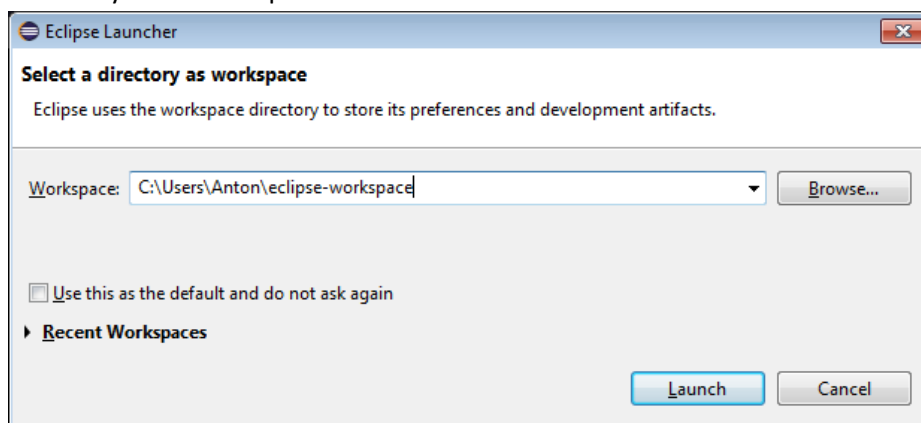 Eclipse Launcher
Select a directory as workspace
Eclipse uses the workspace directory to store its preferences and development artifacts.
Workspace: C:\Users\Anton\eclipse-workspace Browse...
Use this as the default and do not ask again
Recent Workspaces
Launch Cancel